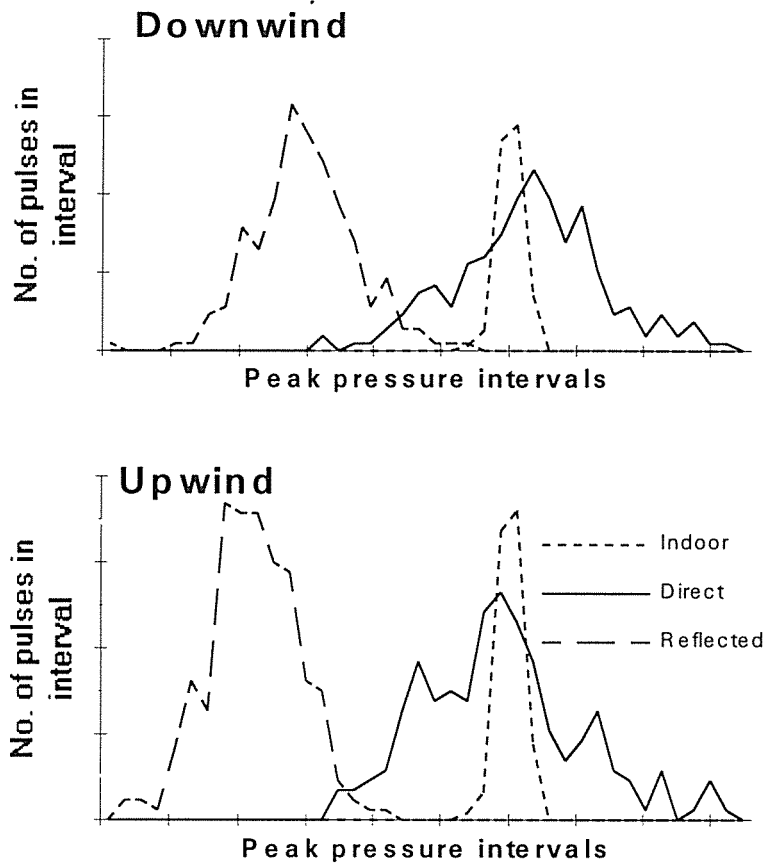 Downwind
No. of pulses in
interval
Peak pressure intervals
Upwind
No. of pulses in
interval
Indoor
Direct
Reflected
Peak pressure intervals